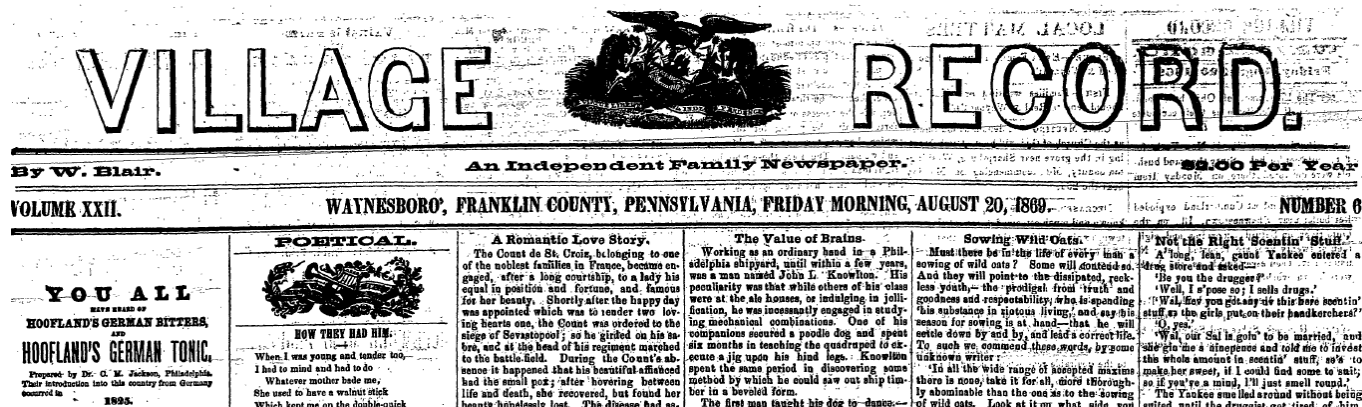 VILLAGE RECORD.
By W. Blair.
An Independent Family Newspaper.
$2.00 Per Year
VOLUME XXII.
WAYNESBORO', FRANKLIN COUNTY, PENNSYLVANIA, FRIDAY MORNING, AUGUST 20, 1869.
NUMBER 6
YOU ALL
HAVE HEARD OF
HOOFLAND'S GERMAN BITTERS,
AND
HOOFLAND'S GERMAN TONIC,
Prepared by Dr. C. M. Jackson, Philadelphia.
Their introduction into this country from Germany
occurred in
1825.
POETICAL.
HOW THEY HAD HIM.
When I was young and tender too,
I had to mind and had to do
Whatever mother bade me,
She used to have a walnut stick
Which kept me on the double-quick
A Romantic Love Story.
The Count de St. Croix, belonging to one
of the noblest families in France, became en-
gaged, after a long courtship, to a lady his
equal in position and fortune, and famous
for her beauty. Shortly after the happy day
was appointed which was to render two lov-
ing hearts one, the Count was ordered to the
siege of Sevastopool; so he girded on his sa-
bre, and at the head of his regiment marched
to the battle-field. During the Count's ab-
sence it happened that his beautiful affianced
had the small pox; after hovering between
life and death, she recovered, but found her
beauty hopelessly lost. The disease had as-
The Value of Brains.
Working as an ordinary hand in a Phil-
adelphia shipyard, until within a few years,
was a man named John L. Knowlton. His
peculiarity was that while others of his class
were at the ale houses, or indulging in jolli-
fication, he was incessantly engaged in study-
ing mechanical combinations. One of his
companions secured a poodle dog and spent
six months in teaching the quadruped to ex-
ecute a jig upon his hind legs. Knowlton
spent the same period in discovering some
method by which he could saw out ship tim-
ber in a beveled form.
The first man taught his dog to dance—
Sowing Wild Oats.
Must there be in the life of every man a
sowing of wild oats? Some will contend so.
And they will point to the dissipated, reck-
less youth,—the prodigal from truth and
goodness and respectability, who is spending
'his substance in riotous living,' and say his
season for sowing is at hand—that he will
settle down by and by, and lead a correct life.
To such we commend these words, by some
unknown writer:
'In all the wide range of accepted maxims
there is none, take it for all, more thorough-
ly abominable than the one as to the sowing
of wild oats. Look at it on what side you
Not the Right Scentin' Stuff.
A long, lean, gaunt Yankee entered a
drug store and asked—
'Be you the drugger?'
'Well, I s'pose so; I sells drugs.'
'Wal, hev you got any uv this here scentin'
stuff as the girls put on their handkerchers?'
'O, yes.'
'Wal, our Sal is goin' to be married, and
she gin me a ninepence and told me to invest
this whole amount in scentin' stuff, so's to
make her sweet, if I could find some to suit;
so if you're a mind, I'll just smell round.'
The Yankee smelled around without being